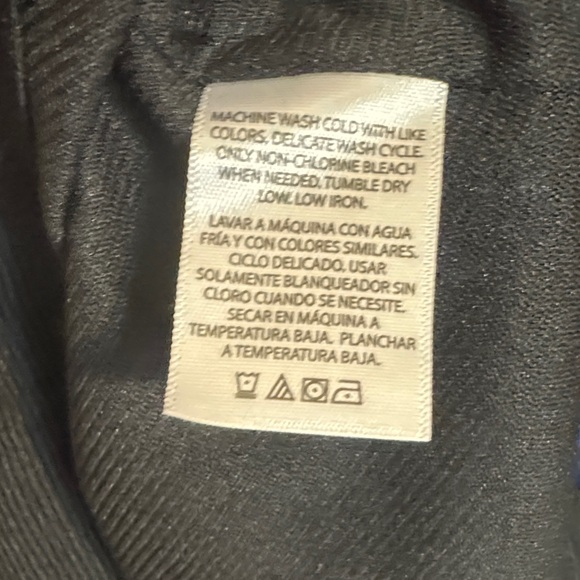 MACHINE WASH COLD WITH LIKE
COLORS, DELICATE WASH CYCLE.
ONLY NON-CHLORINE BLEACH
WHEN NEEDED. TUMBLE DRY
LOW. LOW IRON.
LAVAR A MÁQUINA CON AGUA
FRÍA Y CON COLORES SIMILARES.
CICLO DELICADO. USAR
SOLAMENTE BLANQUEADOR SIN
CLORO CUANDO SE NECESITE.
SECAR EN MÁQUINA A
TEMPERATURA BAJA. PLANCHAR
A TEMPERATURA BAJA.